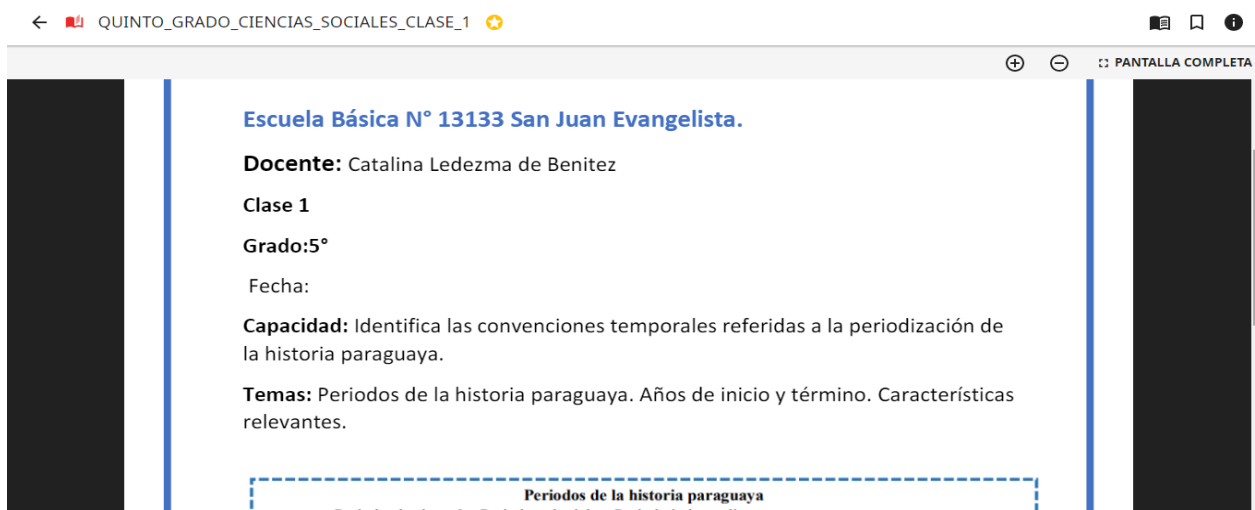 QUINTO_GRADO_CIENCIAS_SOCIALES_CLASE_1
PANTALLA COMPLETA
Escuela Básica N° 13133 San Juan Evangelista.
Docente: Catalina Ledezma de Benitez
Clase 1
Grado:5°
Fecha:
Capacidad: Identifica las convenciones temporales referidas a la periodización de
la historia paraguaya.
Temas: Periodos de la historia paraguaya. Años de inicio y término. Características
relevantes.
Periodos de la historia paraguaya